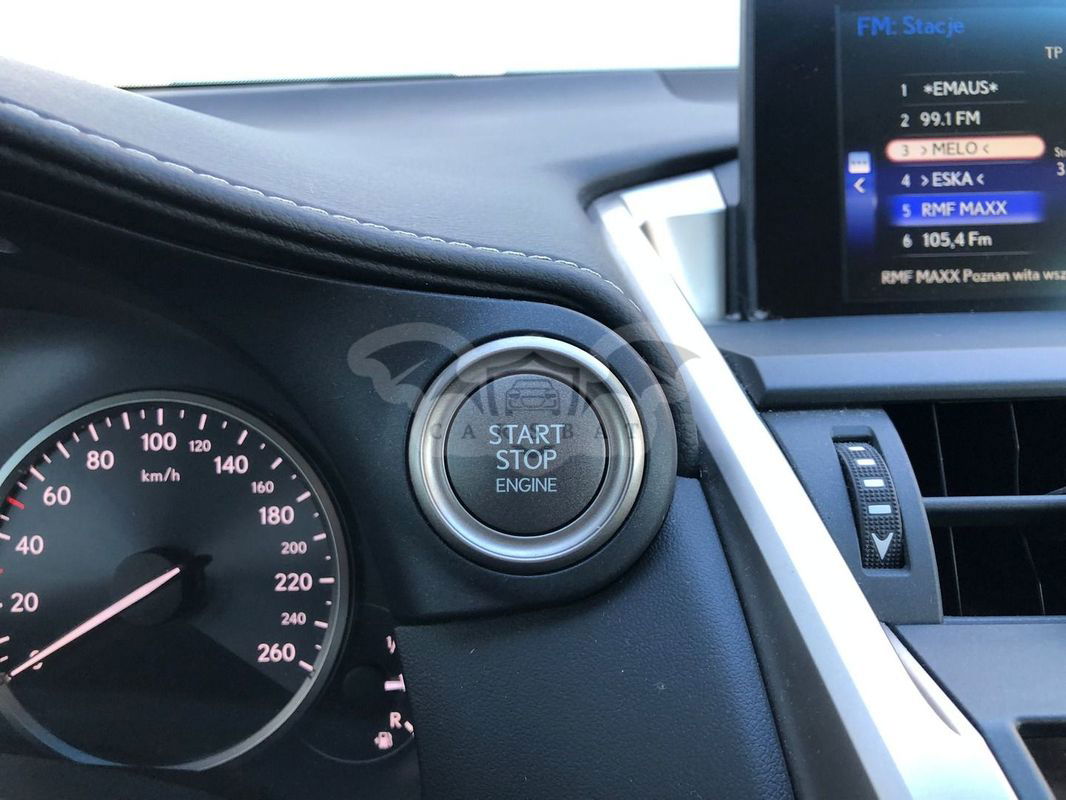 FM: Stacje
TP
1 *EMAUS*
2 99.1 FM
3 >MELO<
4 >ESKA<
5 RMF MAXX
6 105,4 Fm
RMF MAXX Poznan wita wsz
START
STOP
ENGINE
0
20
40
60
80
100
120
140
160
180
200
220
240
260
km/h
R